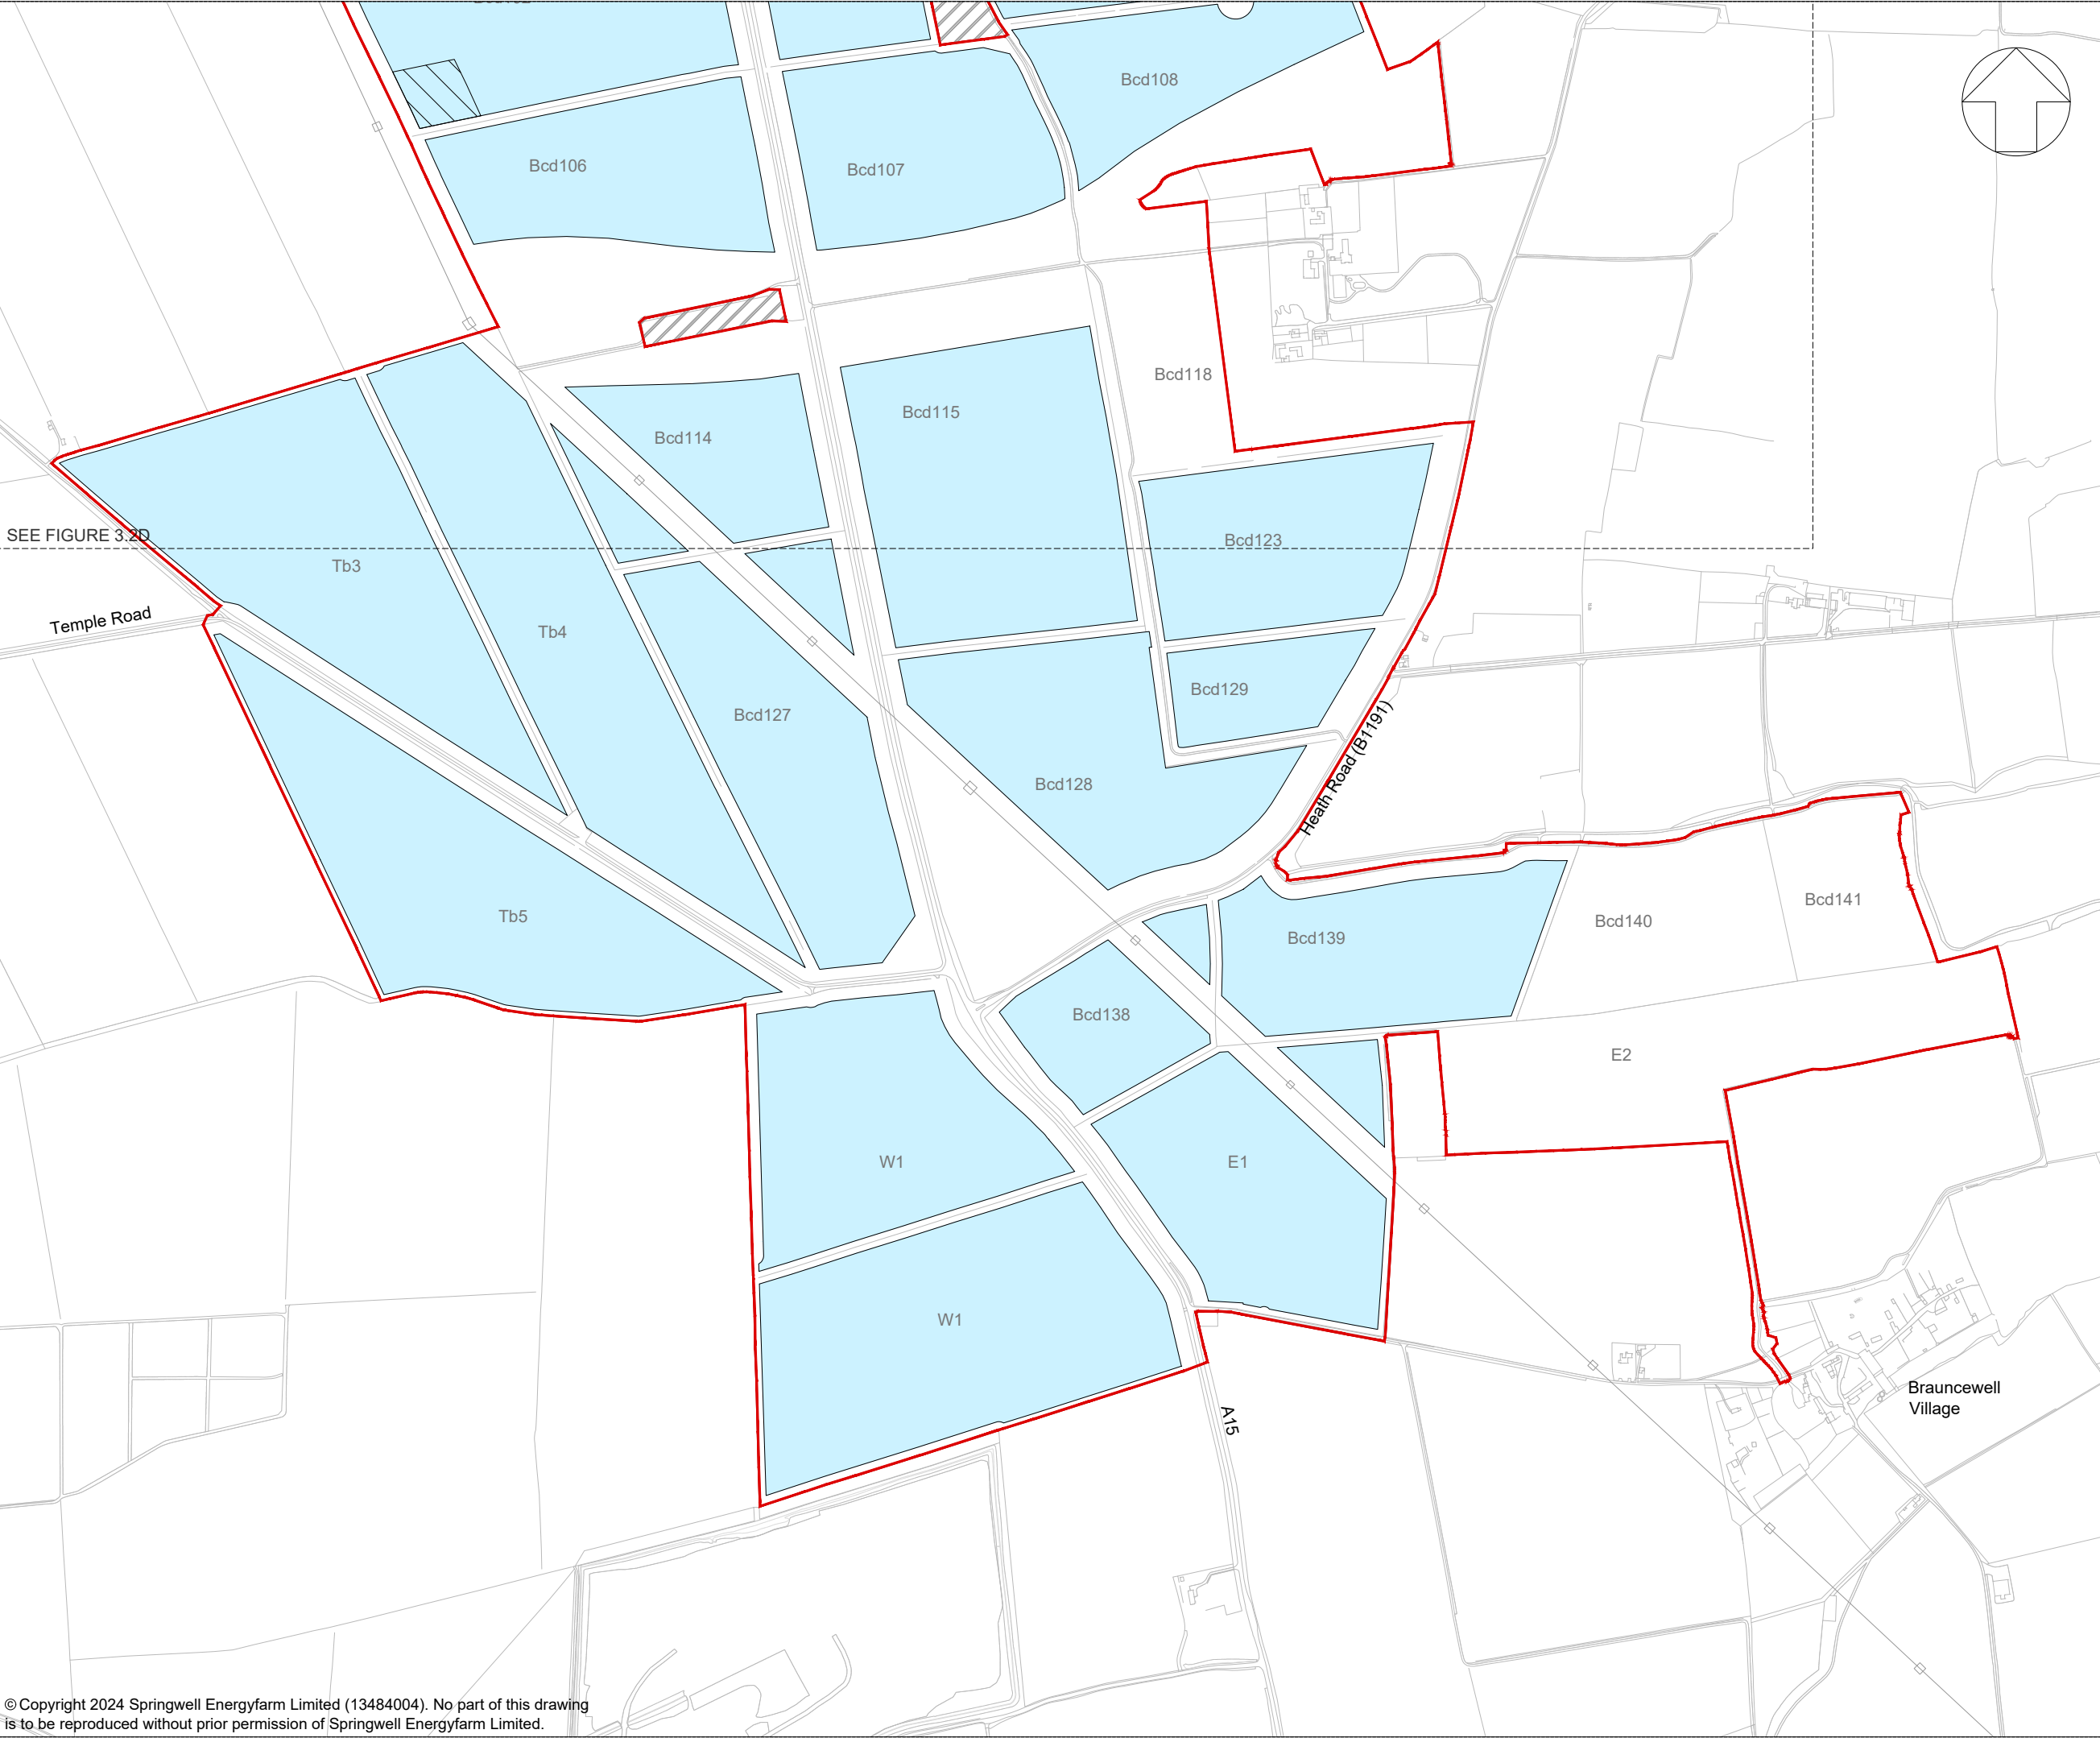 Bcd108
Bcd106
Bcd107
Bcd118
Bcd115
Bcd114
SEE FIGURE 3.2D
Bcd123
Tb3
Temple Road
Tb4
Bcd129
Bcd127
Heath Road (B1191)
Bcd128
Bcd141
Tb5
Bcd140
Bcd139
Bcd138
E2
W1
E1
W1
Brauncewell
Village
A15
© Copyright 2024 Springwell Energyfarm Limited (13484004). No part of this drawing
is to be reproduced without prior permission of Springwell Energyfarm Limited.